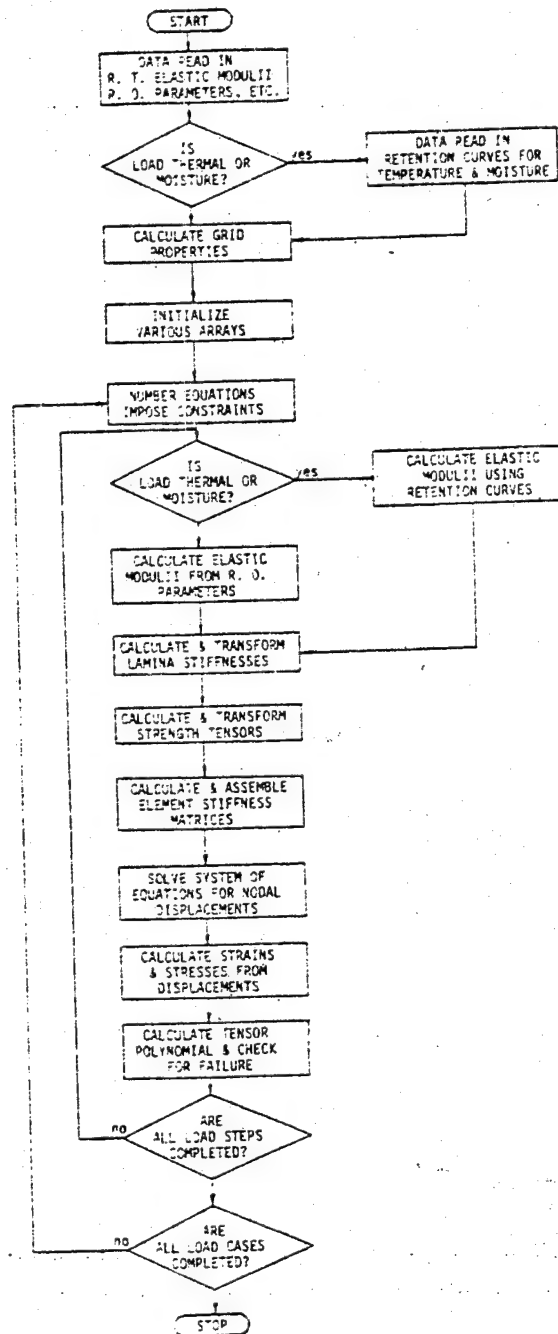 START
DATA READ IN
R. T. ELASTIC MODULII
R. O. PARAMETERS, ETC.
IS
LOAD THERMAL OR
MOISTURE?
yes
DATA READ IN
RETENTION CURVES FOR
TEMPERATURE & MOISTURE
CALCULATE GRID
PROPERTIES
INITIALIZE
VARIOUS ARRAYS
NUMBER EQUATIONS
IMPOSE CONSTRAINTS
IS
LOAD THERMAL OR
MOISTURE?
yes
CALCULATE ELASTIC
MODULII USING
RETENTION CURVES
CALCULATE ELASTIC
MODULII FROM R. O.
PARAMETERS
CALCULATE & TRANSFORM
LAMINA STIFFNESSES
CALCULATE & TRANSFORM
STRENGTH TENSORS
CALCULATE & ASSEMBLE
ELEMENT STIFFNESS
MATRICES
SOLVE SYSTEM OF
EQUATIONS FOR NODAL
DISPLACEMENTS
CALCULATE STRAINS
& STRESSES FROM
DISPLACEMENTS
CALCULATE TENSOR
POLYNOMIAL & CHECK
FOR FAILURE
no
ARE
ALL LOAD STEPS
COMPLETED?
no
ARE
ALL LOAD CASES
COMPLETED?
STOP